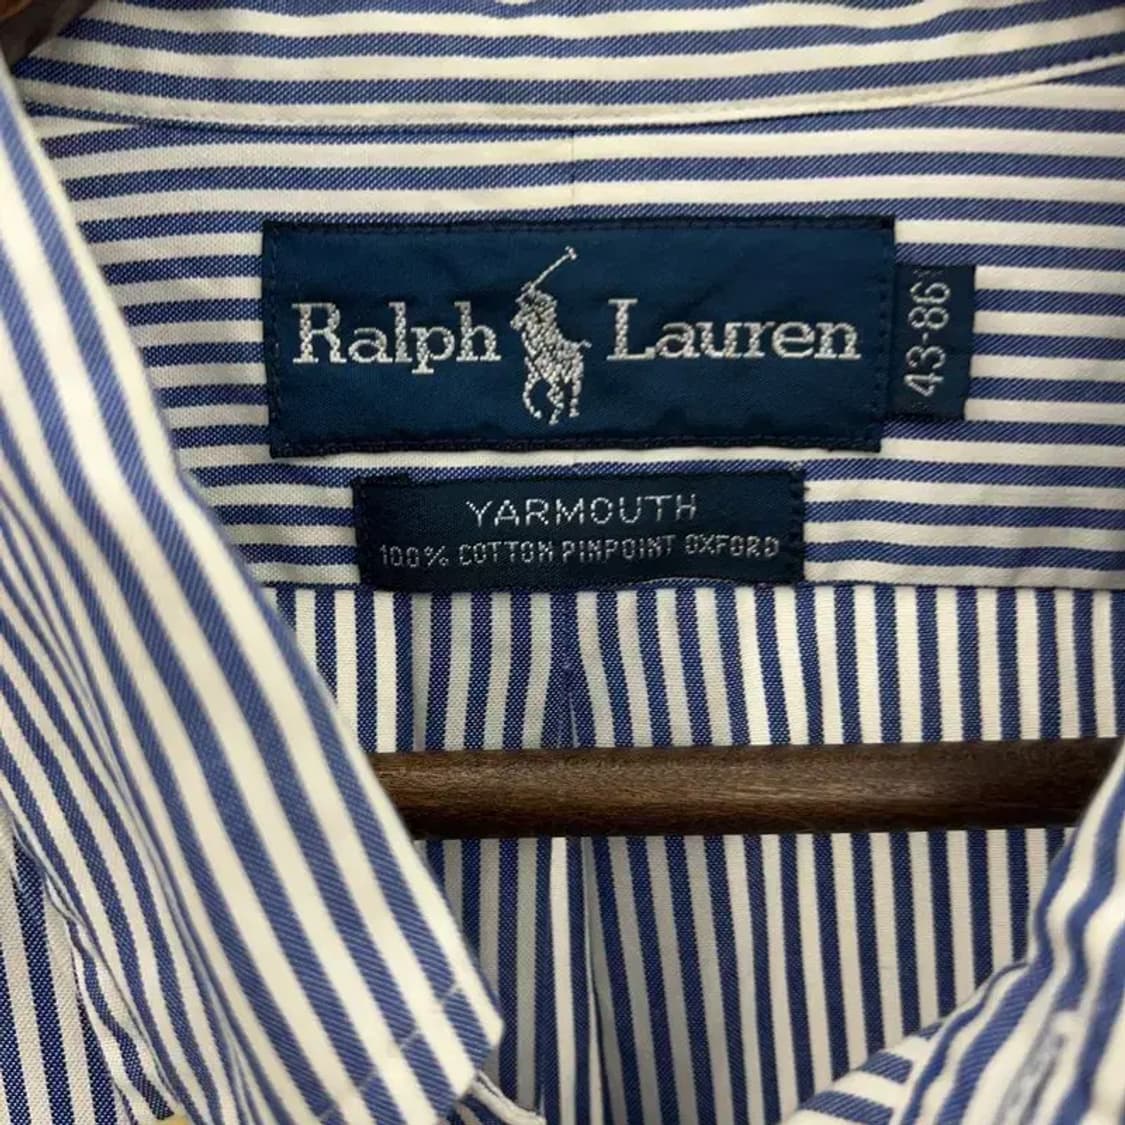 Ralph Lauren
43-86
YARMOUTH
100% COTTON PINPOINT OXFORD